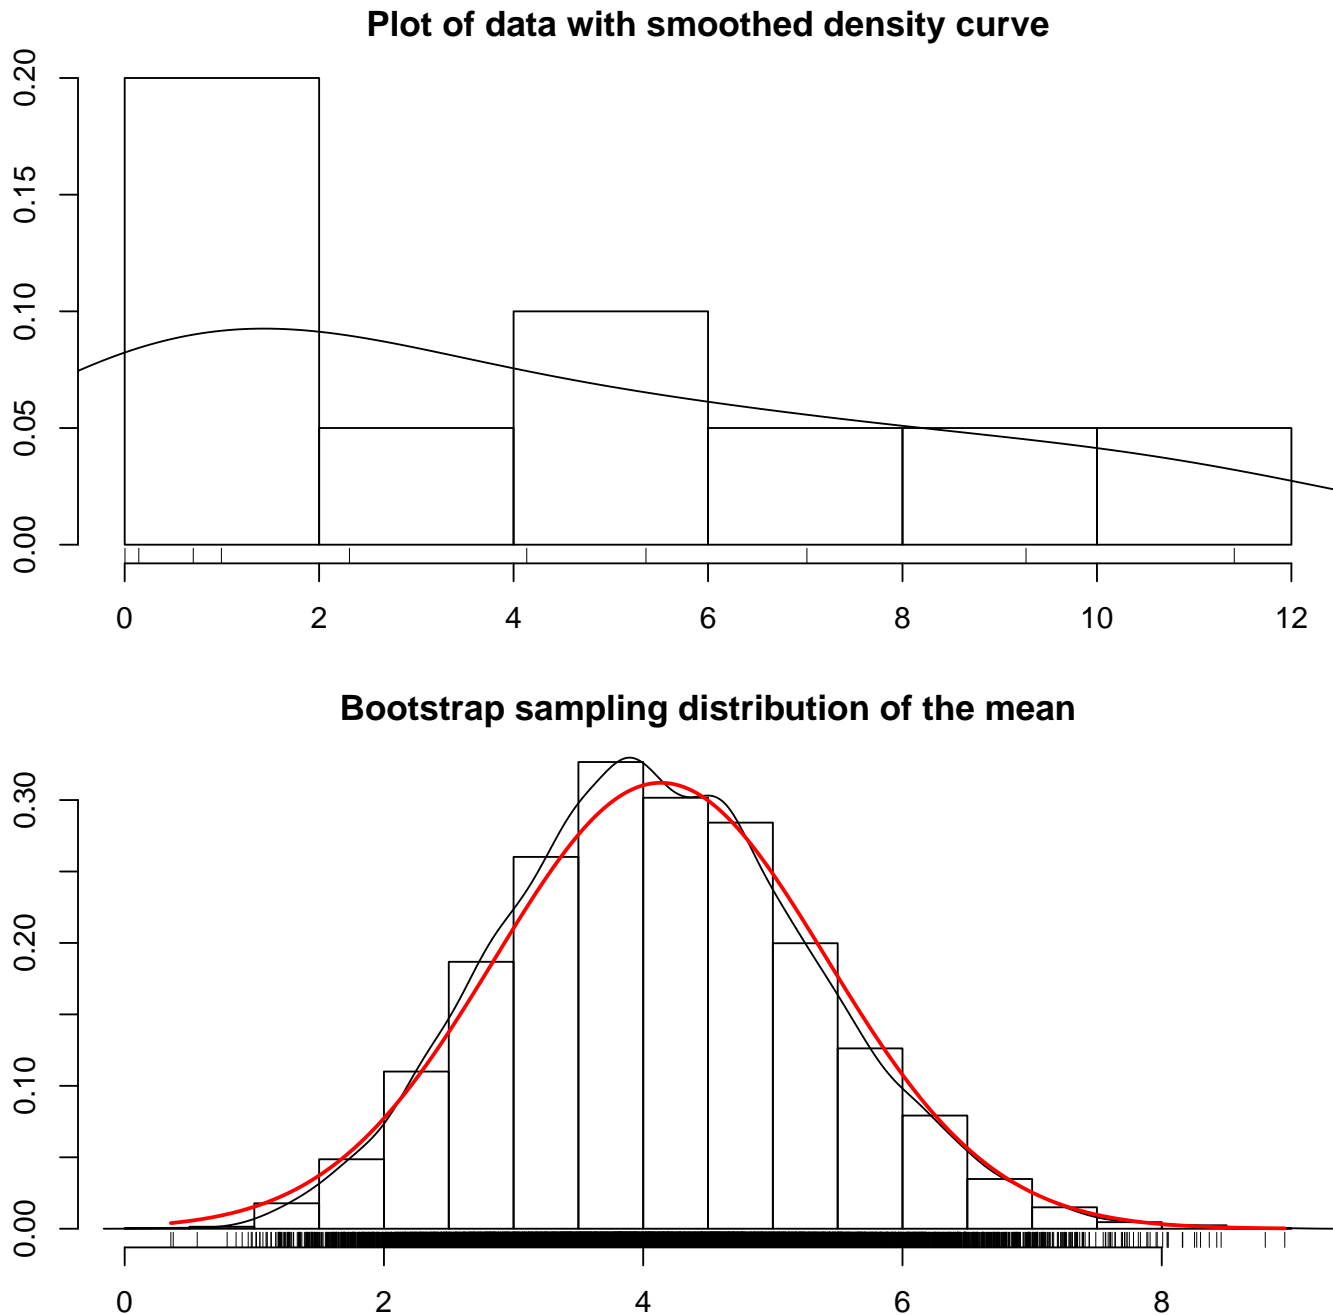 Plot of data with smoothed density curve
0.20
0.15
0.10
0.05
0.00
0 2 4 6 8 10 12
Bootstrap sampling distribution of the mean
0.30
0.20
0.10
0.00
0 2 4 6 8